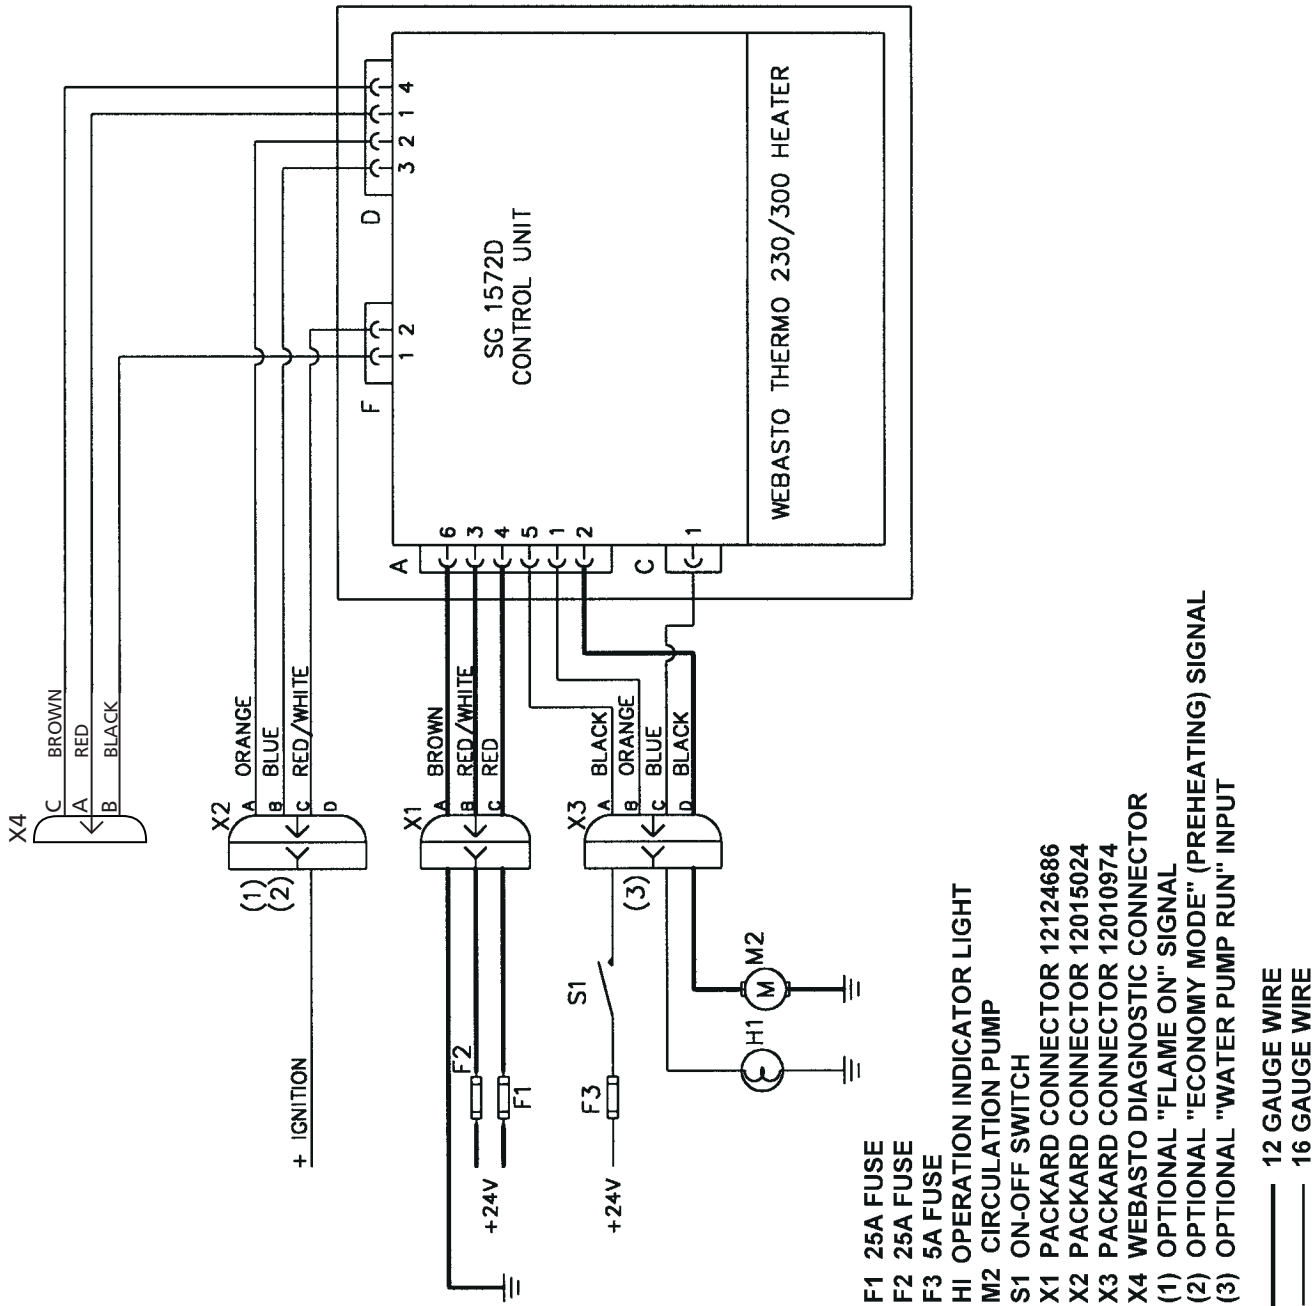 X4
C BROWN
A RED
B BLACK
X2
A ORANGE
B BLUE
C RED/WHITE
D
(1)
(2)
+ IGNITION
X1
A BROWN
B RED/WHITE
C RED
F2
F1
+24V
X3
A BLACK
B ORANGE
C BLUE
D BLACK
(3)
S1
F3
+24V
M2
M
H1
D
4
1
2
3
F
2
1
A
6
3
4
5
1
2
C
1
SG 1572D
CONTROL UNIT
WEBASTO THERMO 230/300 HEATER
F1 25A FUSE
F2 25A FUSE
F3 5A FUSE
HI OPERATION INDICATOR LIGHT
M2 CIRCULATION PUMP
S1 ON-OFF SWITCH
X1 PACKARD CONNECTOR 12124686
X2 PACKARD CONNECTOR 12015024
X3 PACKARD CONNECTOR 12010974
X4 WEBASTO DIAGNOSTIC CONNECTOR
(1) OPTIONAL "FLAME ON" SIGNAL
(2) OPTIONAL "ECONOMY MODE" (PREHEATING) SIGNAL
(3) OPTIONAL "WATER PUMP RUN" INPUT
12 GAUGE WIRE
16 GAUGE WIRE